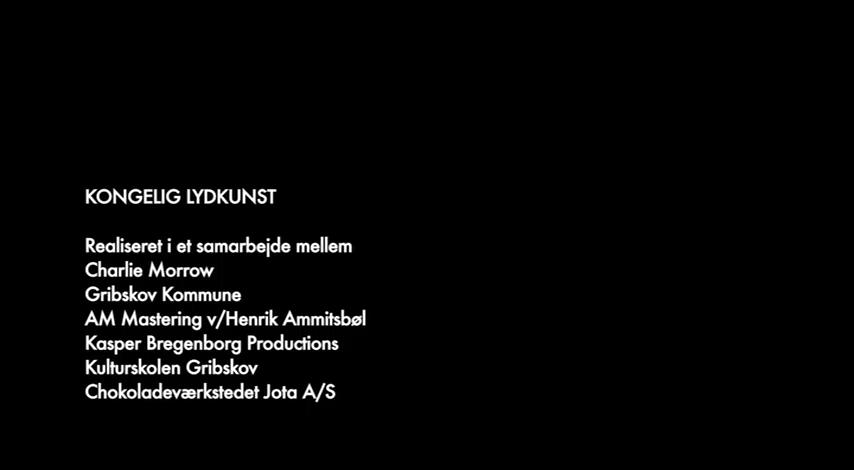 KONGELIG LYDKUNST
Realiseret i et samarbejde mellem
Charlie Morrow
Gribskov Kommune
AM Mastering v/Henrik Ammitsbøl
Kasper Bregenborg Productions
Kulturskolen Gribskov
Chokoladeværkstedet Jota A/S